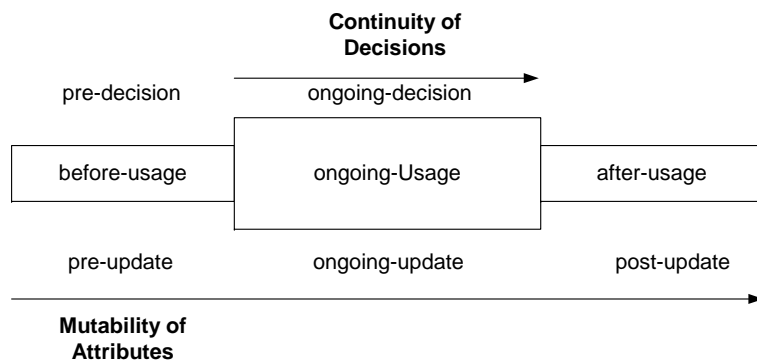 Continuity of
Decisions
pre-decision ongoing-decision
before-usage ongoing-Usage after-usage
pre-update ongoing-update post-update
Mutability of
Attributes